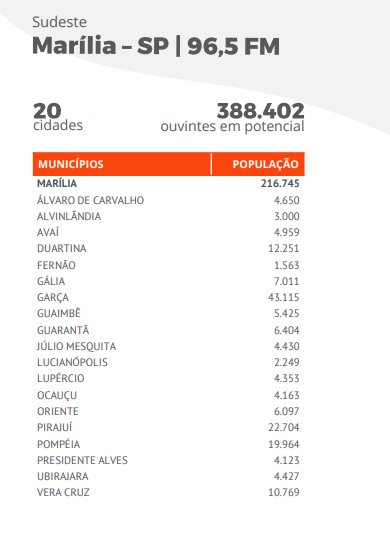 Sudeste
Marília – SP | 96,5 FM
20 388.402
cidades ouvintes em potencial
MUNICÍPIOS POPULAÇÃO
MARÍLIA 216.745
ÁLVARO DE CARVALHO 4.650
ALVINLÂNDIA 3.000
AVAÍ 4.959
DUARTINA 12.251
FERNÃO 1.563
GÁLIA 7.011
GARÇA 43.115
GUAIMBÊ 5.425
GUARANTÃ 6.404
JÚLIO MESQUITA 4.430
LUCIANÓPOLIS 2.249
LUPÉRCIO 4.353
OCAUÇU 4.163
ORIENTE 6.097
PIRAJUÍ 22.704
POMPÉIA 19.964
PRESIDENTE ALVES 4.123
UBIRAJARA 4.427
VERA CRUZ 10.769